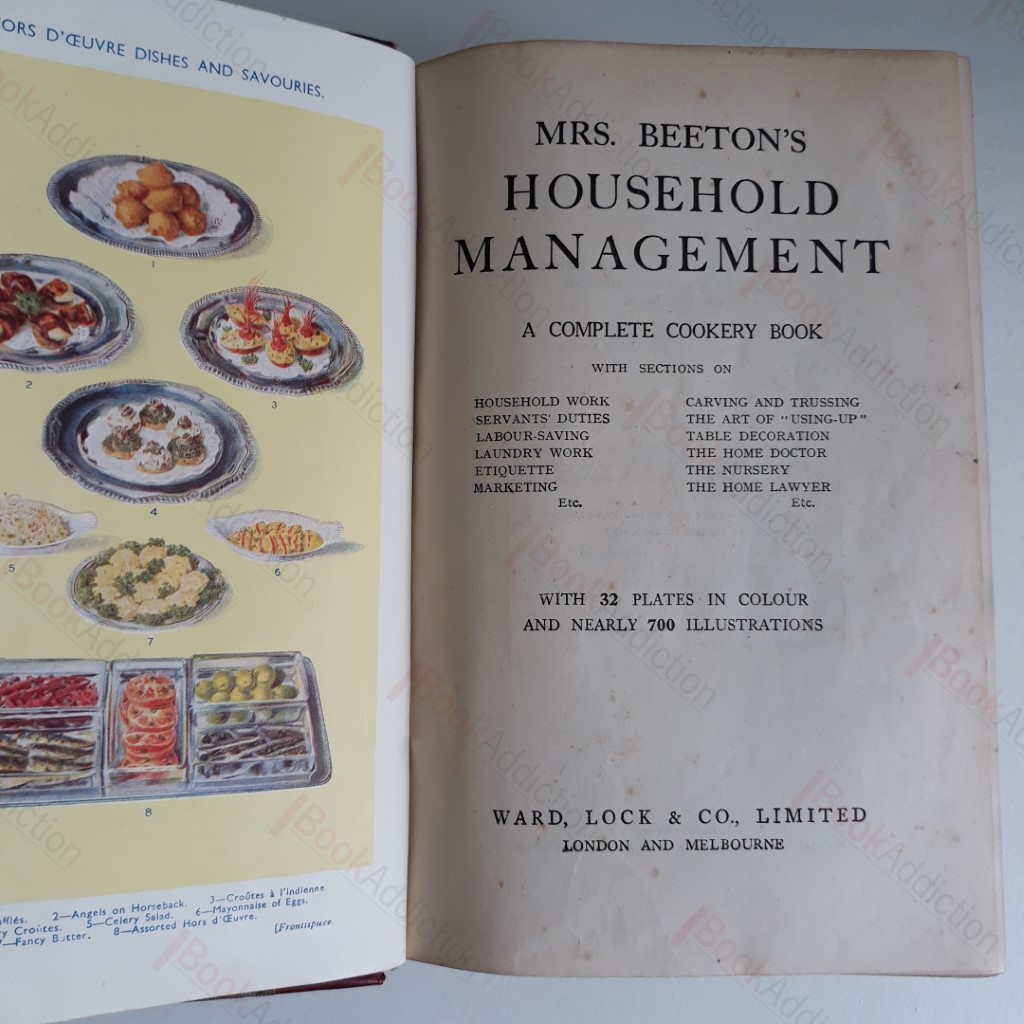 ORS D'ŒUVRE DISHES AND SAVOURIES.
1
2
3
4
5
6
7
8
2—Angels on Horseback. 3—Croûtes à l'Indienne.
5—Celery Salad. 6—Mayonnaise of Eggs.
7—Fancy Butter. 8—Assorted Hors d'Œuvre.
[Frontispiece.
MRS. BEETON'S
HOUSEHOLD
MANAGEMENT
A COMPLETE COOKERY BOOK
WITH SECTIONS ON
HOUSEHOLD WORK
SERVANTS' DUTIES
LABOUR-SAVING
LAUNDRY WORK
ETIQUETTE
MARKETING
Etc.
CARVING AND TRUSSING
THE ART OF "USING-UP"
TABLE DECORATION
THE HOME DOCTOR
THE NURSERY
THE HOME LAWYER
Etc.
WITH 32 PLATES IN COLOUR
AND NEARLY 700 ILLUSTRATIONS
WARD, LOCK & CO., LIMITED
LONDON AND MELBOURNE
BookAddiction